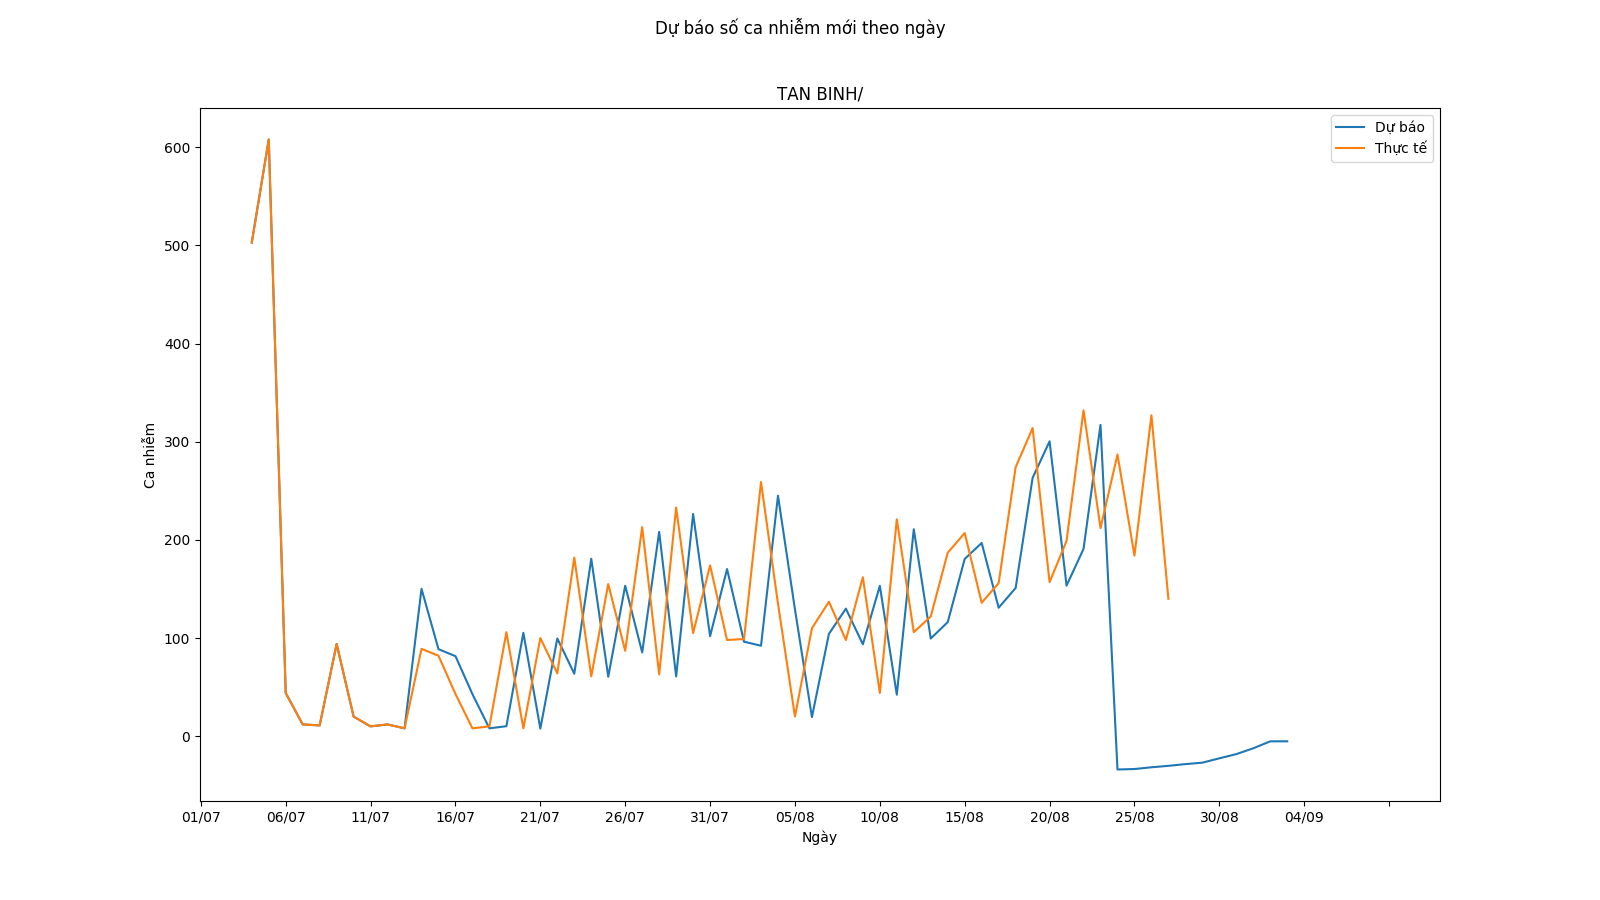 Dự báo số ca nhiễm mới theo ngày
TAN BINH/
Dự báo
Thực tế
600
500
400
300
200
100
0
Ca nhiễm
01/07 06/07 11/07 16/07 21/07 26/07 31/07 05/08 10/08 15/08 20/08 25/08 30/08 04/09
Ngày